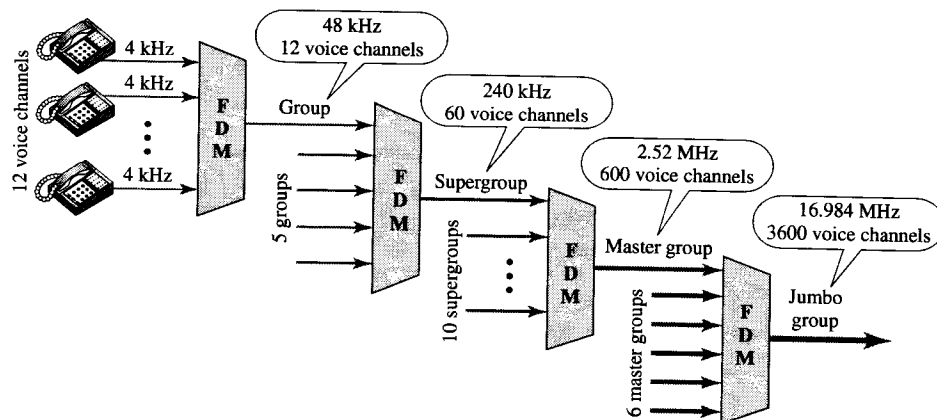 12 voice channels
4 kHz
4 kHz
4 kHz
F
D
M
48 kHz
12 voice channels
Group
5 groups
F
D
M
240 kHz
60 voice channels
Supergroup
10 supergroups
F
D
M
2.52 MHz
600 voice channels
Master group
6 master groups
F
D
M
16.984 MHz
3600 voice channels
Jumbo
group